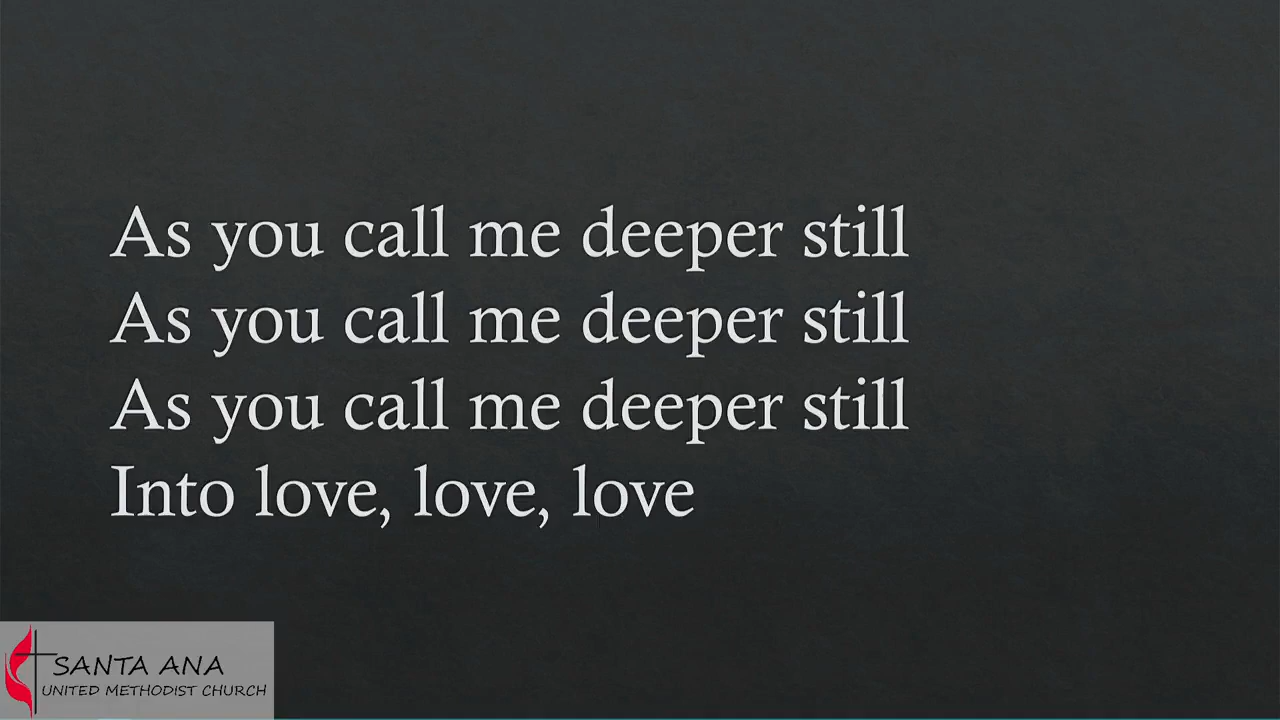 As you call me deeper still
As you call me deeper still
As you call me deeper still
Into love, love, love
SANTA ANA
UNITED METHODIST CHURCH